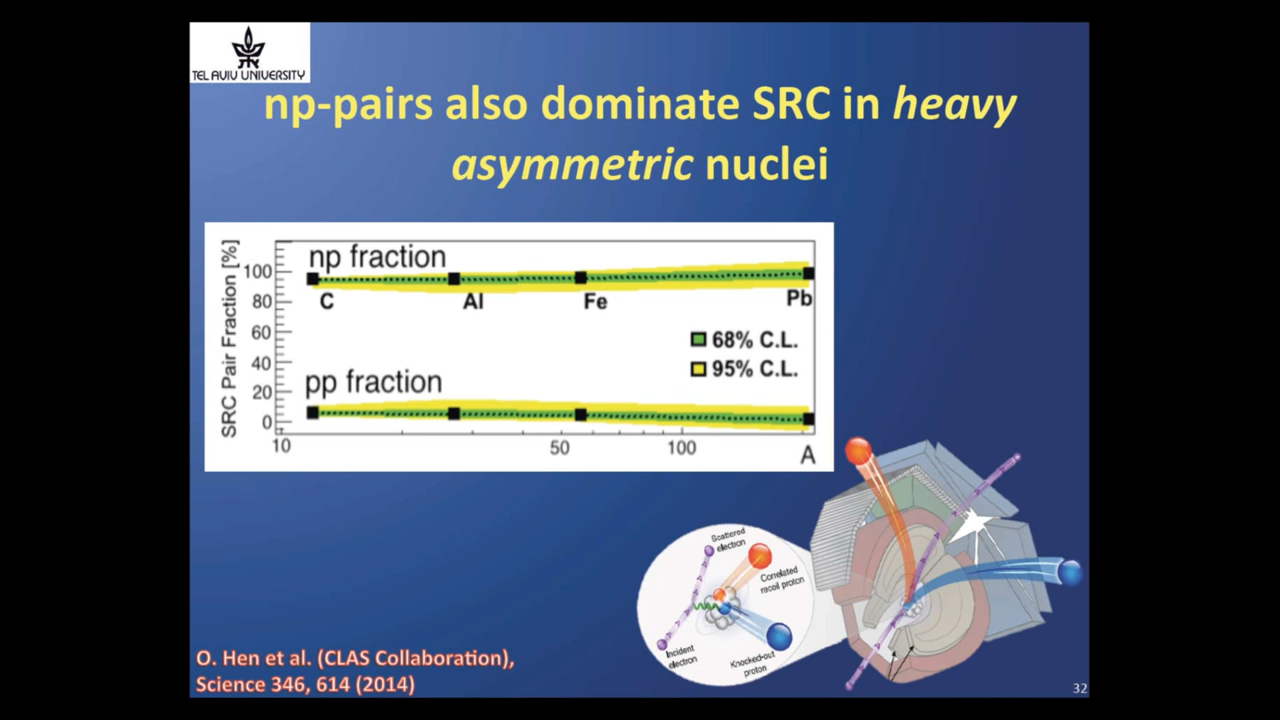 TEL AUIU UNIUERSITY
np-pairs also dominate SRC in heavy
asymmetric nuclei
SRC Pair Fraction [%]
np fraction
100
80
60
40
20
0
C
Al
Fe
Pb
68% C.L.
95% C.L.
pp fraction
10
50
100
A
Scattered
electron
Correlated
recoil proton
Incident
electron
Knocked-out
proton
O. Hen et al. (CLAS Collaboration),
Science 346, 614 (2014)
32